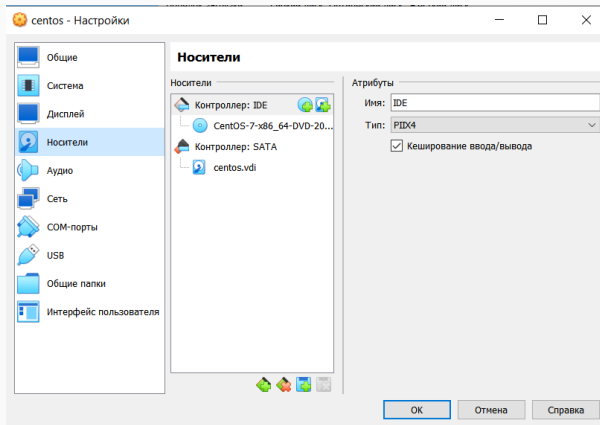 centos - Настройки
Общие
Система
Дисплей
Носители
Аудио
Сеть
COM-порты
USB
Общие папки
Интерфейс пользователя
Носители
Носители
Контроллер: IDE
CentOS-7-x86_64-DVD-20...
Контроллер: SATA
centos.vdi
Атрибуты
Имя: IDE
Тип: PIIX4
Кеширование ввода/вывода
OK
Отмена
Справка